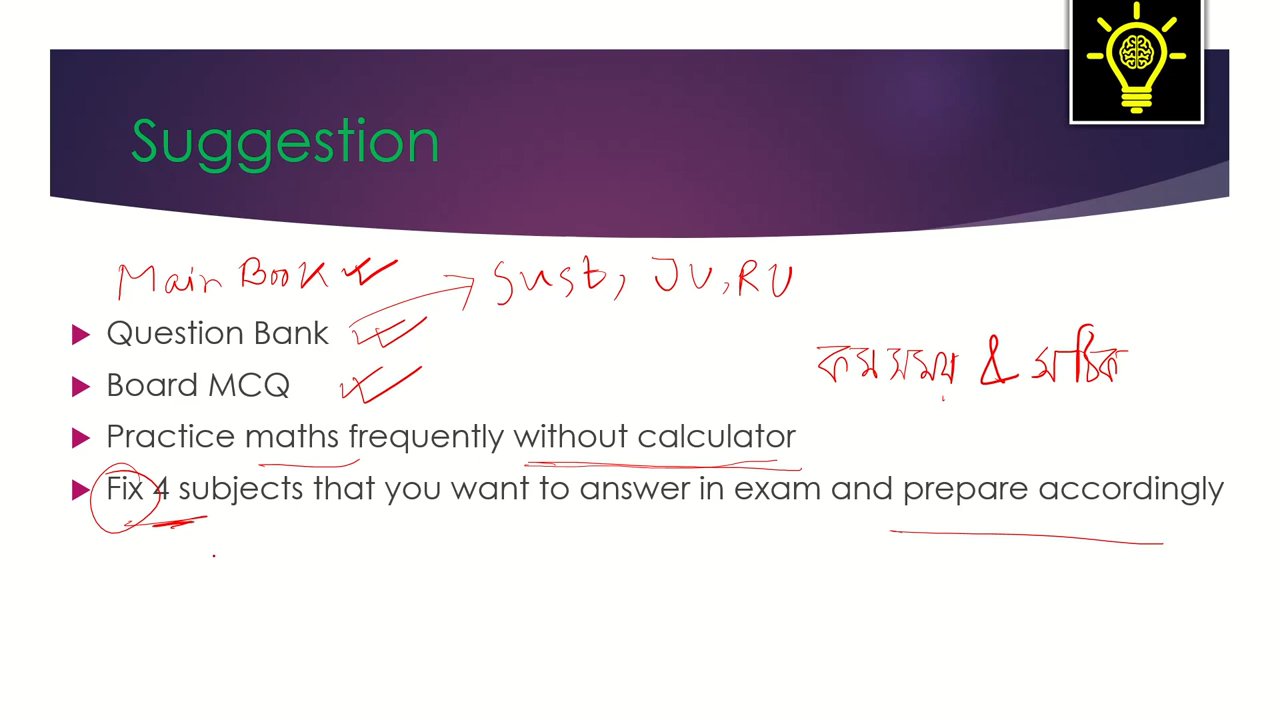 Suggestion
Main Book
SUST, JU, RU
Question Bank
কম সময় & সঠিক
Board MCQ
Practice maths frequently without calculator
Fix 4 subjects that you want to answer in exam and prepare accordingly